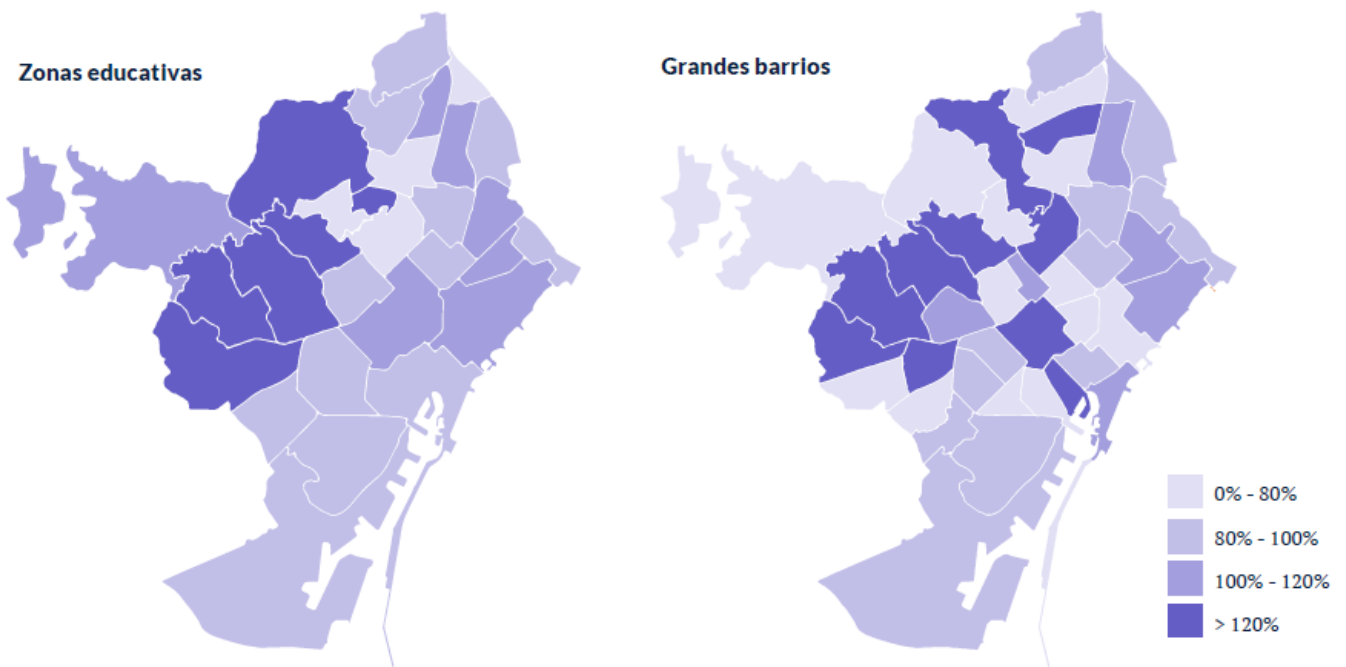 Zonas educativas
Grandes barrios
0% - 80%
80% - 100%
100% - 120%
> 120%